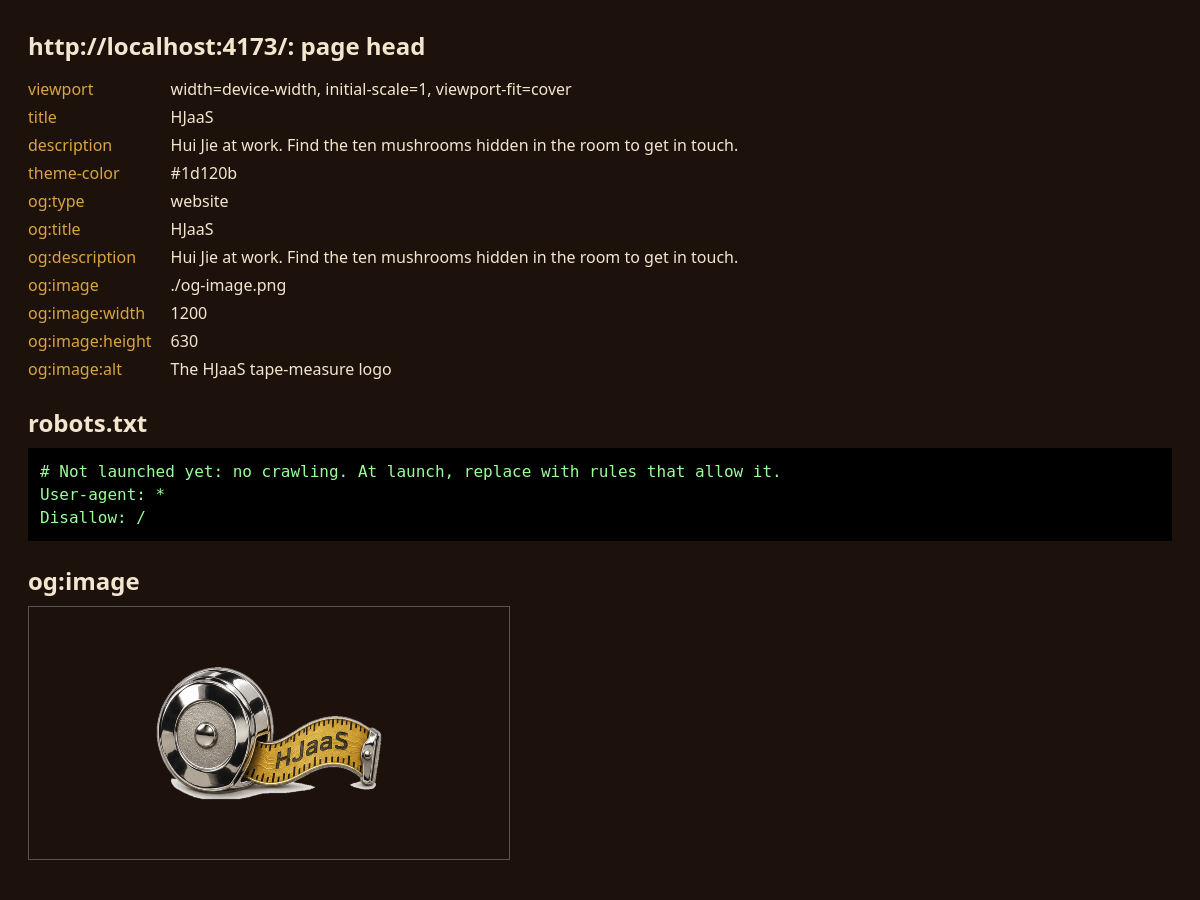 http://localhost:4173/: page head
viewport width=device-width, initial-scale=1, viewport-fit=cover
title HJaaS
description Hui Jie at work. Find the ten mushrooms hidden in the room to get in touch.
theme-color #1d120b
og:type website
og:title HJaaS
og:description Hui Jie at work. Find the ten mushrooms hidden in the room to get in touch.
og:image ./og-image.png
og:image:width 1200
og:image:height 630
og:image:alt The HJaaS tape-measure logo
robots.txt
# Not launched yet: no crawling. At launch, replace with rules that allow it.
User-agent: *
Disallow: /
og:image
HJaaS